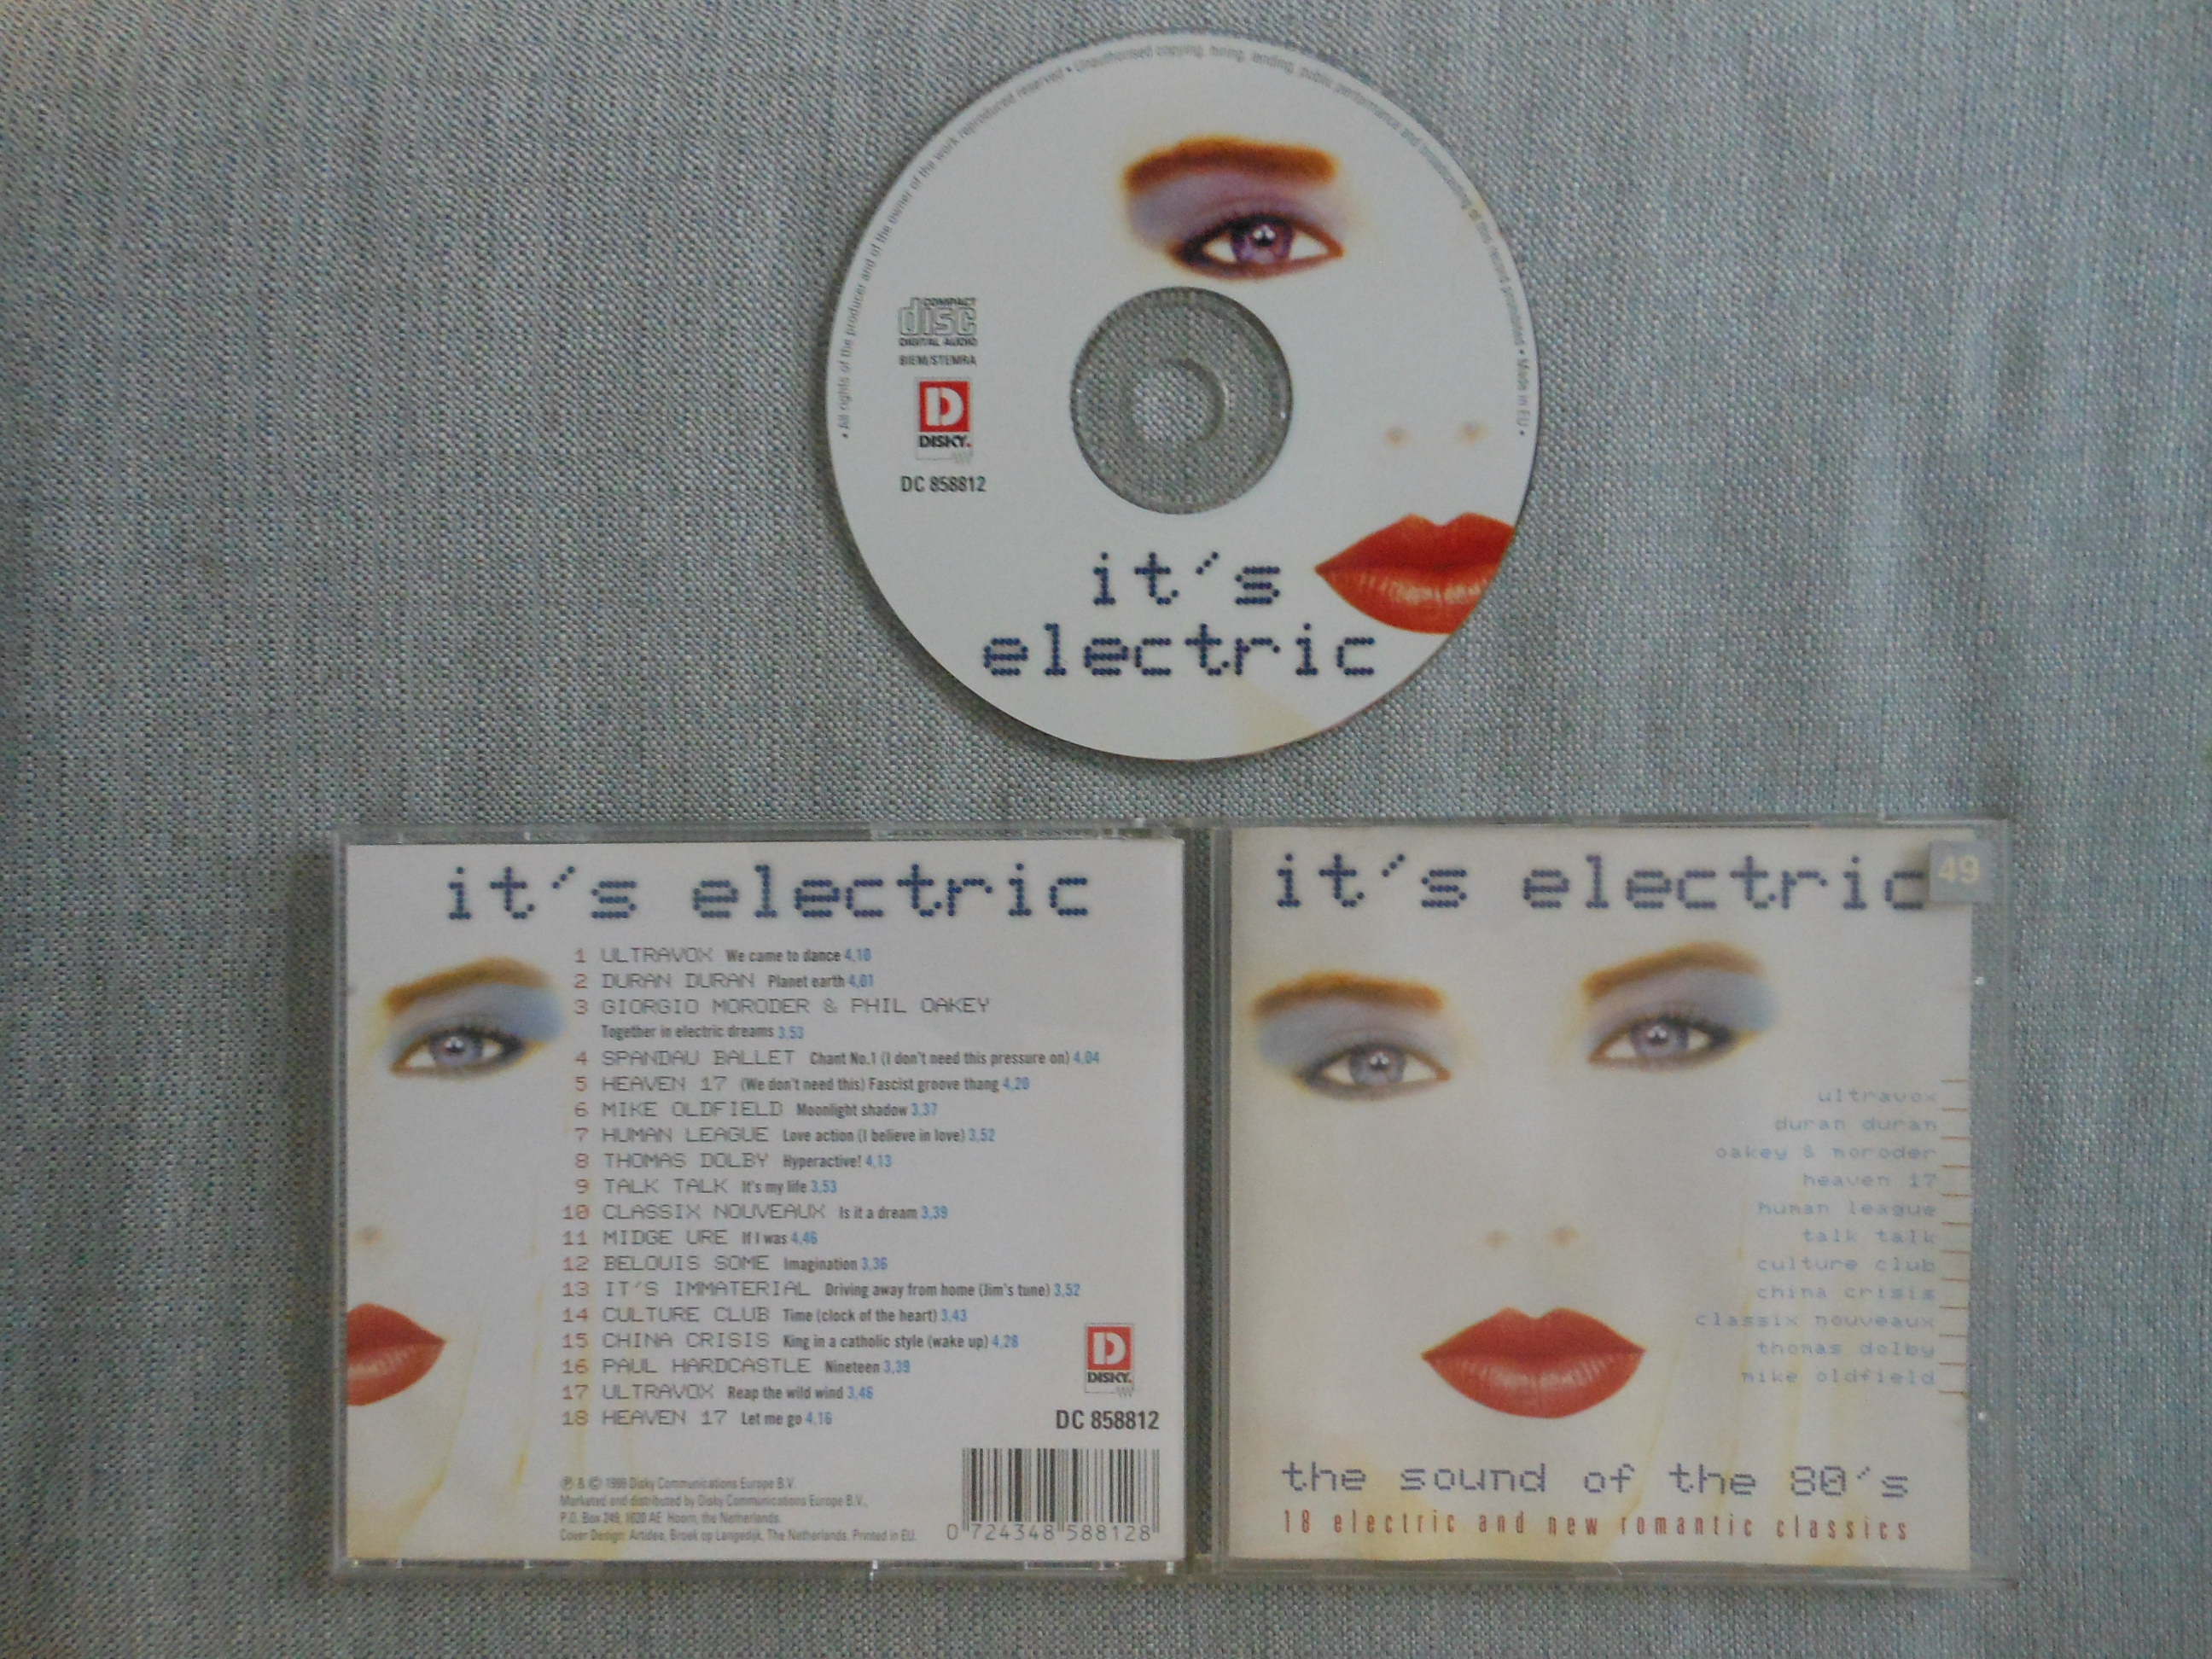 • All rights of the producer and of the owner of the work reproduced reserved • Unauthorised copying, hiring, lending, public performance and broadcasting of this record prohibited • Made in EU •
COMPACT
disc
DIGITAL AUDIO
BIEM/STEMRA
D
DISKY.
DC 858812
it's
electric
it's electric
1 ULTRAVOX We came to dance 4,10
2 DURAN DURAN Planet earth 4,01
3 GIORGIO MORODER & PHIL OAKEY
Together in electric dreams 3,53
4 SPANDAU BALLET Chant No.1 (I don't need this pressure on) 4,04
5 HEAVEN 17 (We don't need this) Fascist groove thang 4,20
6 MIKE OLDFIELD Moonlight shadow 3,37
7 HUMAN LEAGUE Love action (I believe in love) 3,52
8 THOMAS DOLBY Hyperactive! 4,13
9 TALK TALK It's my life 3,53
10 CLASSIX NOUVEAUX Is it a dream 3,39
11 MIDGE URE If I was 4,46
12 BELOUIS SOME Imagination 3,36
13 IT'S IMMATERIAL Driving away from home (Jim's tune) 3,52
14 CULTURE CLUB Time (clock of the heart) 3,43
15 CHINA CRISIS King in a catholic style (wake up) 4,28
16 PAUL HARDCASTLE Nineteen 3,39
17 ULTRAVOX Reap the wild wind 3,46
18 HEAVEN 17 Let me go 4,16
D
DISKY.
DC 858812
℗ & © 1999 Disky Communications Europe B.V.
Marketed and distributed by Disky Communications Europe B.V.,
P.O. Box 249, 1620 AE Hoorn, the Netherlands.
Cover Design: Artideo, Broek op Langedijk, The Netherlands. Printed in EU.
0 724348 588128
it's electric
49
ultravox
duran duran
oakey & moroder
heaven 17
human league
talk talk
culture club
china crisis
classix nouveaux
thomas dolby
mike oldfield
the sound of the 80's
18 electric and new romantic classics